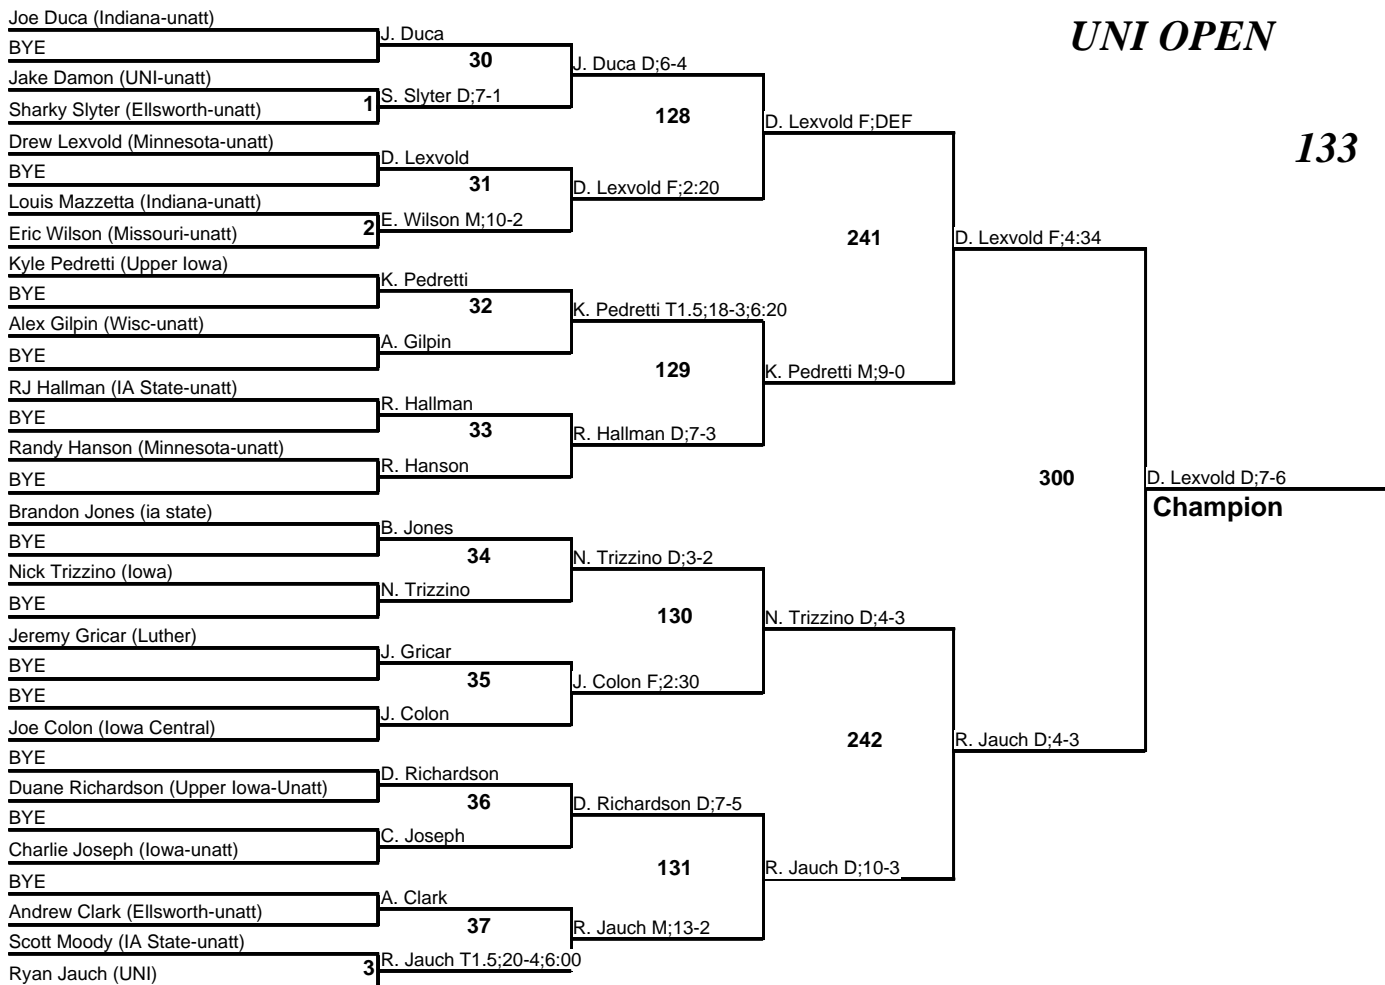 UNI OPEN
133
Joe Duca (Indiana-unatt)
BYE
Jake Damon (UNI-unatt)
Sharky Slyter (Ellsworth-unatt)
1
Drew Lexvold (Minnesota-unatt)
BYE
Louis Mazzetta (Indiana-unatt)
Eric Wilson (Missouri-unatt)
2
Kyle Pedretti (Upper Iowa)
BYE
Alex Gilpin (Wisc-unatt)
BYE
RJ Hallman (IA State-unatt)
BYE
Randy Hanson (Minnesota-unatt)
BYE
Brandon Jones (ia state)
BYE
Nick Trizzino (Iowa)
BYE
Jeremy Gricar (Luther)
BYE
BYE
Joe Colon (Iowa Central)
BYE
Duane Richardson (Upper Iowa-Unatt)
BYE
Charlie Joseph (Iowa-unatt)
BYE
Andrew Clark (Ellsworth-unatt)
Scott Moody (IA State-unatt)
Ryan Jauch (UNI)
3
J. Duca
30
S. Slyter D;7-1
D. Lexvold
31
E. Wilson M;10-2
K. Pedretti
32
A. Gilpin
R. Hallman
33
R. Hanson
B. Jones
34
N. Trizzino
J. Gricar
35
J. Colon
D. Richardson
36
C. Joseph
A. Clark
37
R. Jauch T1.5;20-4;6:00
J. Duca D;6-4
128
D. Lexvold F;2:20
K. Pedretti T1.5;18-3;6:20
129
R. Hallman D;7-3
N. Trizzino D;3-2
130
J. Colon F;2:30
D. Richardson D;7-5
131
R. Jauch M;13-2
D. Lexvold F;DEF
241
K. Pedretti M;9-0
N. Trizzino D;4-3
242
R. Jauch D;10-3
D. Lexvold F;4:34
300
R. Jauch D;4-3
D. Lexvold D;7-6
Champion